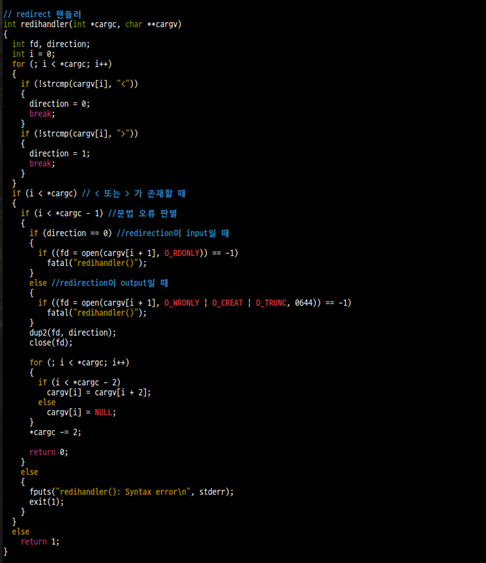 // redirect 핸들러
int redihandler(int *cargc, char **cargv)
{
  int fd, direction;
  int i = 0;
  for (; i < *cargc; i++)
  {
    if (!strcmp(cargv[i], "<"))
    {
      direction = 0;
      break;
    }
    if (!strcmp(cargv[i], ">"))
    {
      direction = 1;
      break;
    }
  }
  if (i < *cargc) // < 또는 > 가 존재할 때
  {
    if (i < *cargc - 1) //문법 오류 판별
    {
      if (direction == 0) //redirection이 input일 때
      {
        if ((fd = open(cargv[i + 1], O_RDONLY)) == -1)
          fatal("redihandler()");
      }
      else //redirection이 output일 때
      {
        if ((fd = open(cargv[i + 1], O_WRONLY | O_CREAT | O_TRUNC, 0644)) == -1)
          fatal("redihandler()");
      }
      dup2(fd, direction);
      close(fd);

      for (; i < *cargc; i++)
      {
        if (i < *cargc - 2)
          cargv[i] = cargv[i + 2];
        else
          cargv[i] = NULL;
      }
      *cargc -= 2;

      return 0;
    }
    else
    {
      fputs("redihandler(): Syntax error\n", stderr);
      exit(1);
    }
  }
  else
    return 1;
}